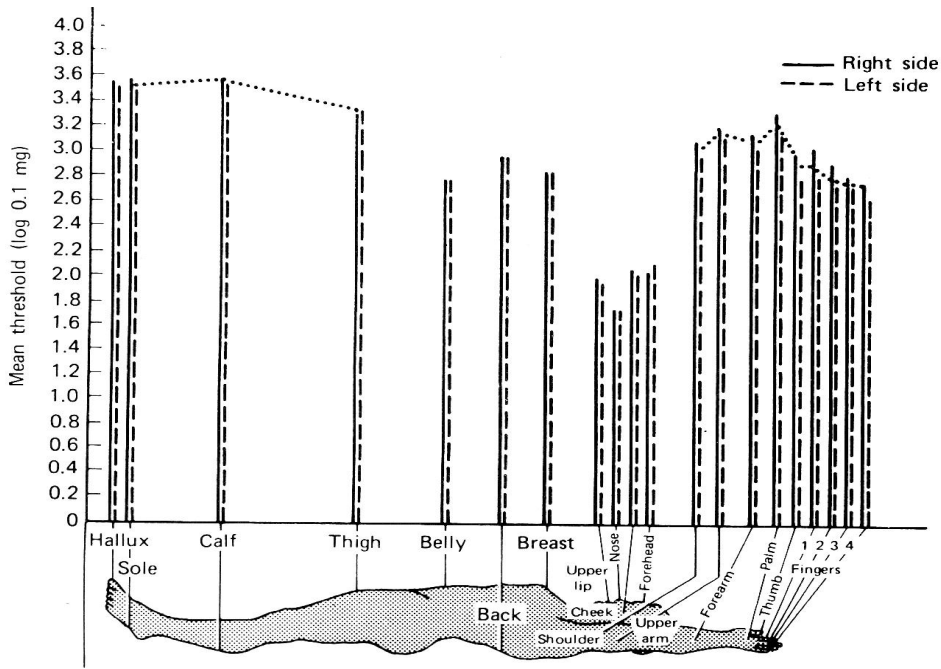 Mean threshold (log 0.1 mg)
4.0
3.8
3.6
3.4
3.2
3.0
2.8
2.6
2.4
2.2
2.0
1.8
1.6
1.4
1.2
1.0
0.8
0.6
0.4
0.2
0
Right side
Left side
Hallux
Sole
Calf
Thigh
Belly
Back
Breast
Upper
lip
Nose
Cheek
Forehead
Shoulder
Upper
arm
Forearm
Palm
Thumb
1 2 3 4
Fingers